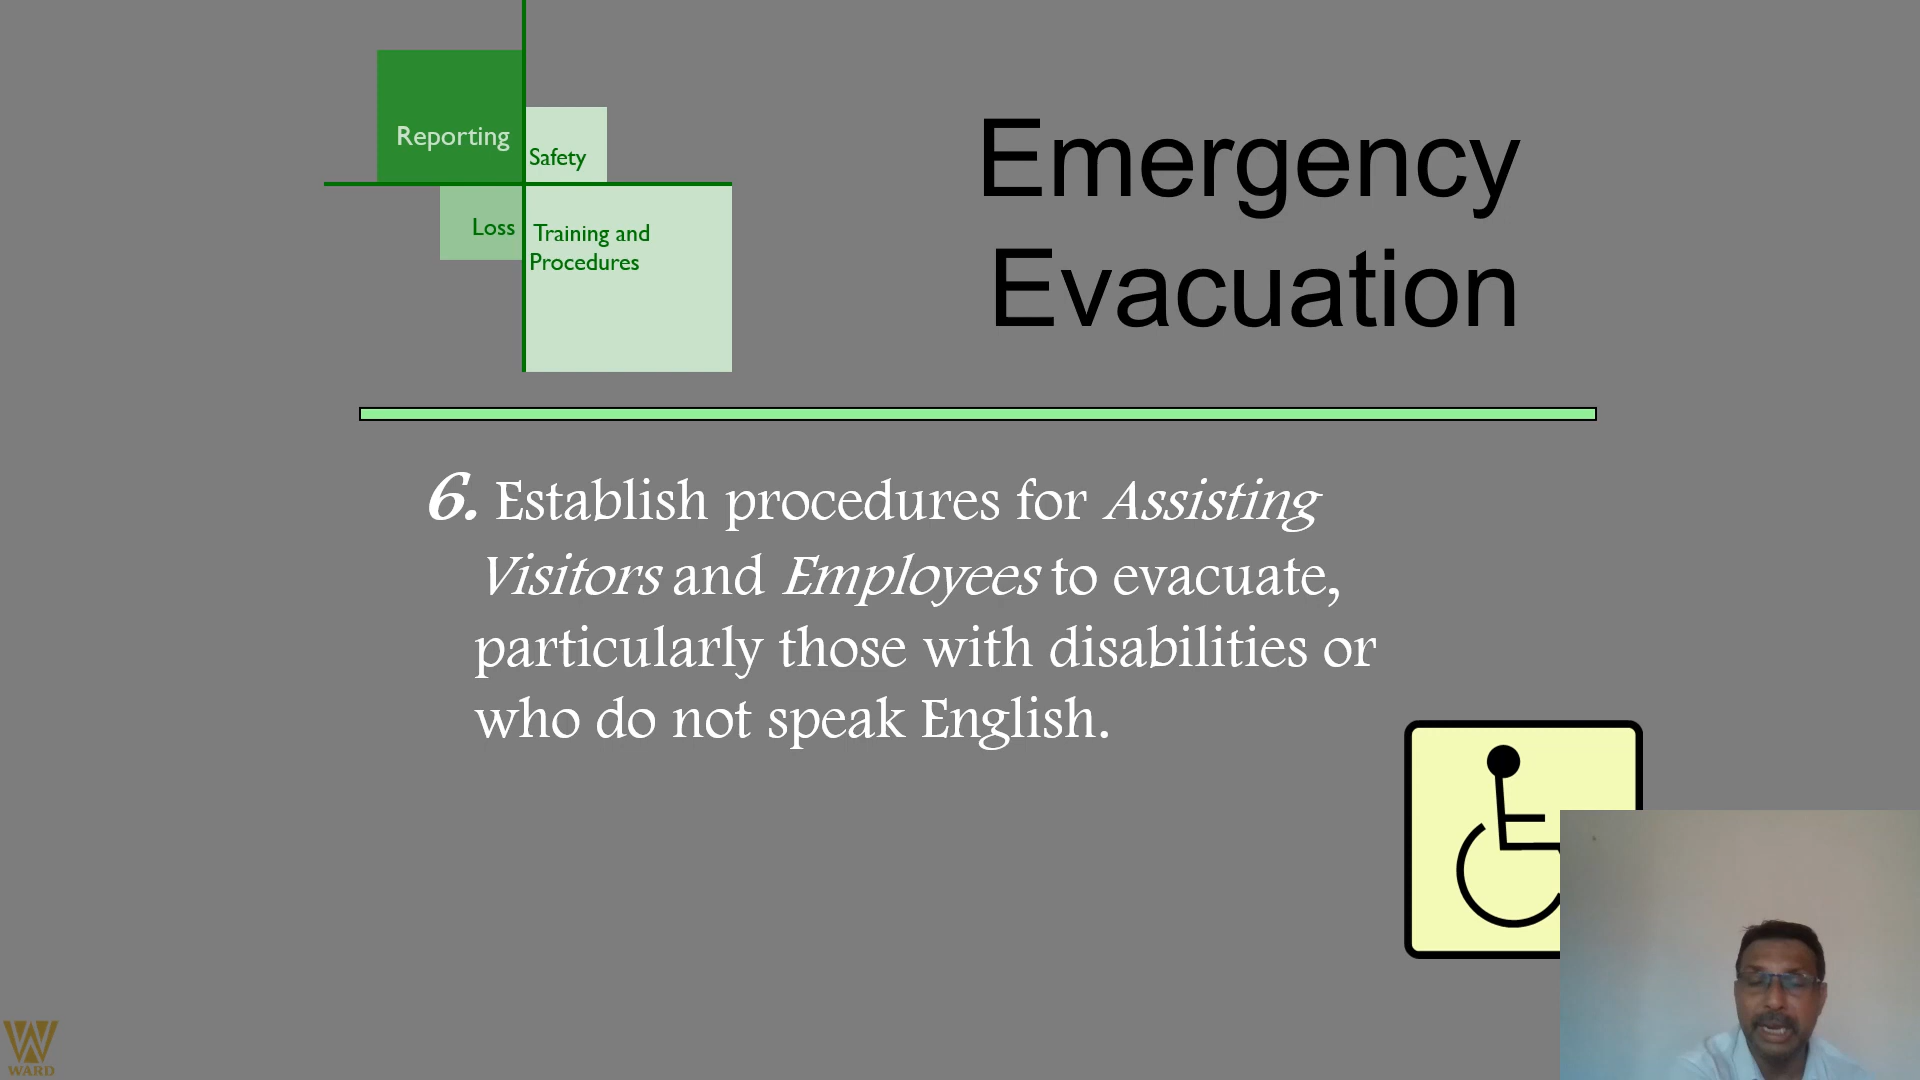 Reporting
Safety
Loss
Training and
Procedures
Emergency
Evacuation
6. Establish procedures for Assisting
Visitors and Employees to evacuate,
particularly those with disabilities or
who do not speak English.
WARD